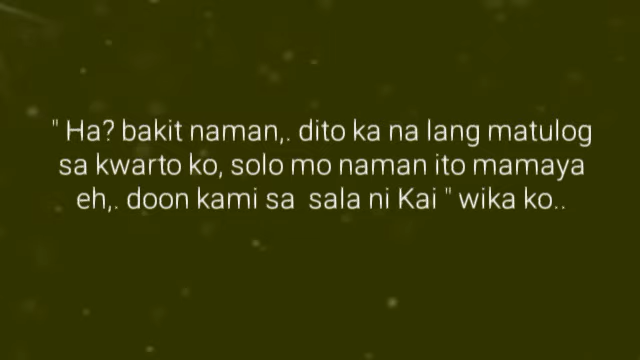 " Ha? bakit naman,. dito ka na lang matulog
sa kwarto ko, solo mo naman ito mamaya
eh,. doon kami sa  sala ni Kai " wika ko..